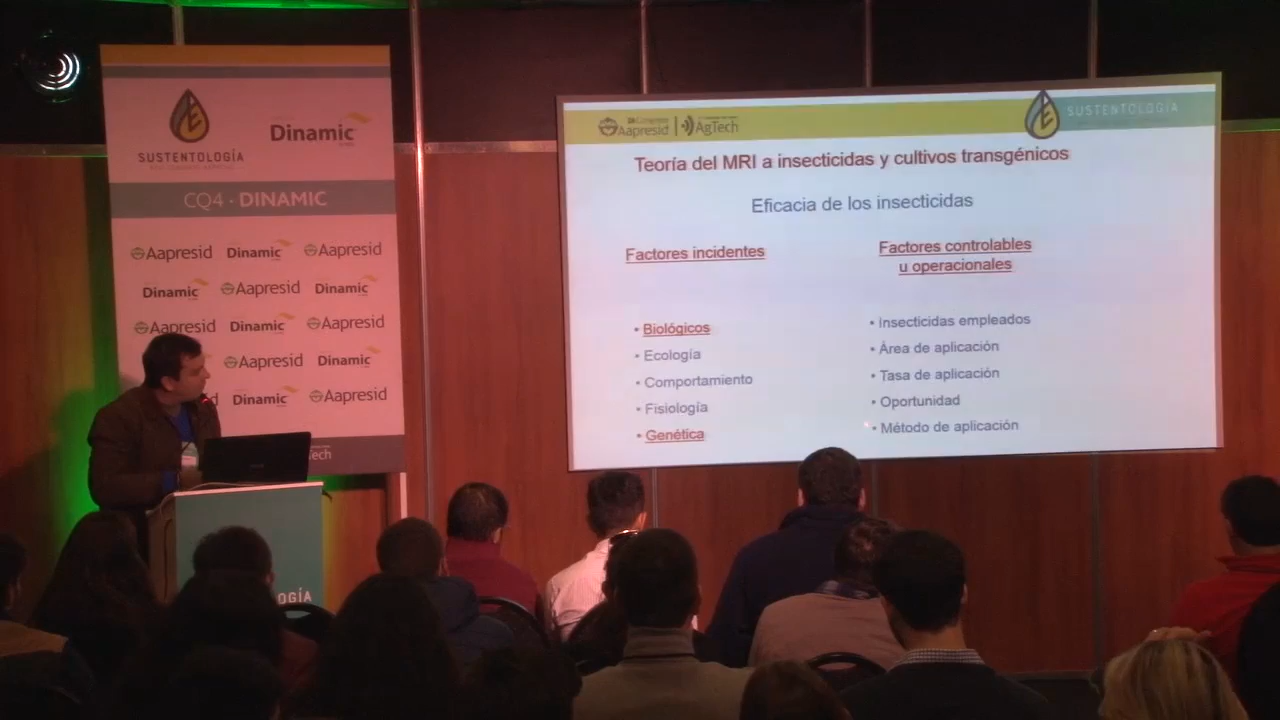 SUSTENTOLOGÍA
Dinamic
CQ4 · DINAMIC
Aapresid Dinamic Aapresid
Dinamic Aapresid Dinamic
Aapresid Dinamic Aapresid
Aapresid Dinamic
Dinamic Aapresid
Tech
OGÍA
Aapresid AgTech
SUSTENTOLOGÍA
Teoría del MRI a insecticidas y cultivos transgénicos
Eficacia de los insecticidas
Factores incidentes
• Biológicos
• Ecología
• Comportamiento
• Fisiología
• Genética
Factores controlables
u operacionales
• Insecticidas empleados
• Área de aplicación
• Tasa de aplicación
• Oportunidad
• Método de aplicación